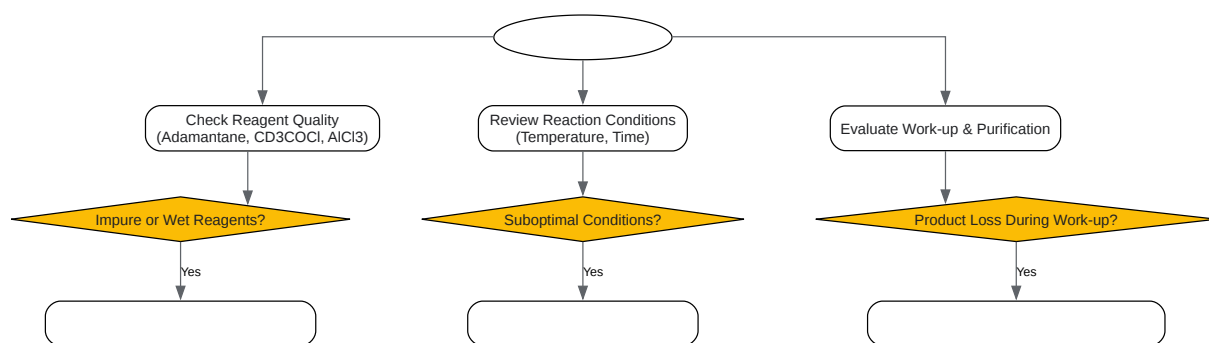 Check Reagent Quality
(Adamantane, CD3COCl, AlCl3)
Review Reaction Conditions
(Temperature, Time)
Evaluate Work-up & Purification
Impure or Wet Reagents?
Suboptimal Conditions?
Product Loss During Work-up?
Yes
Yes
Yes